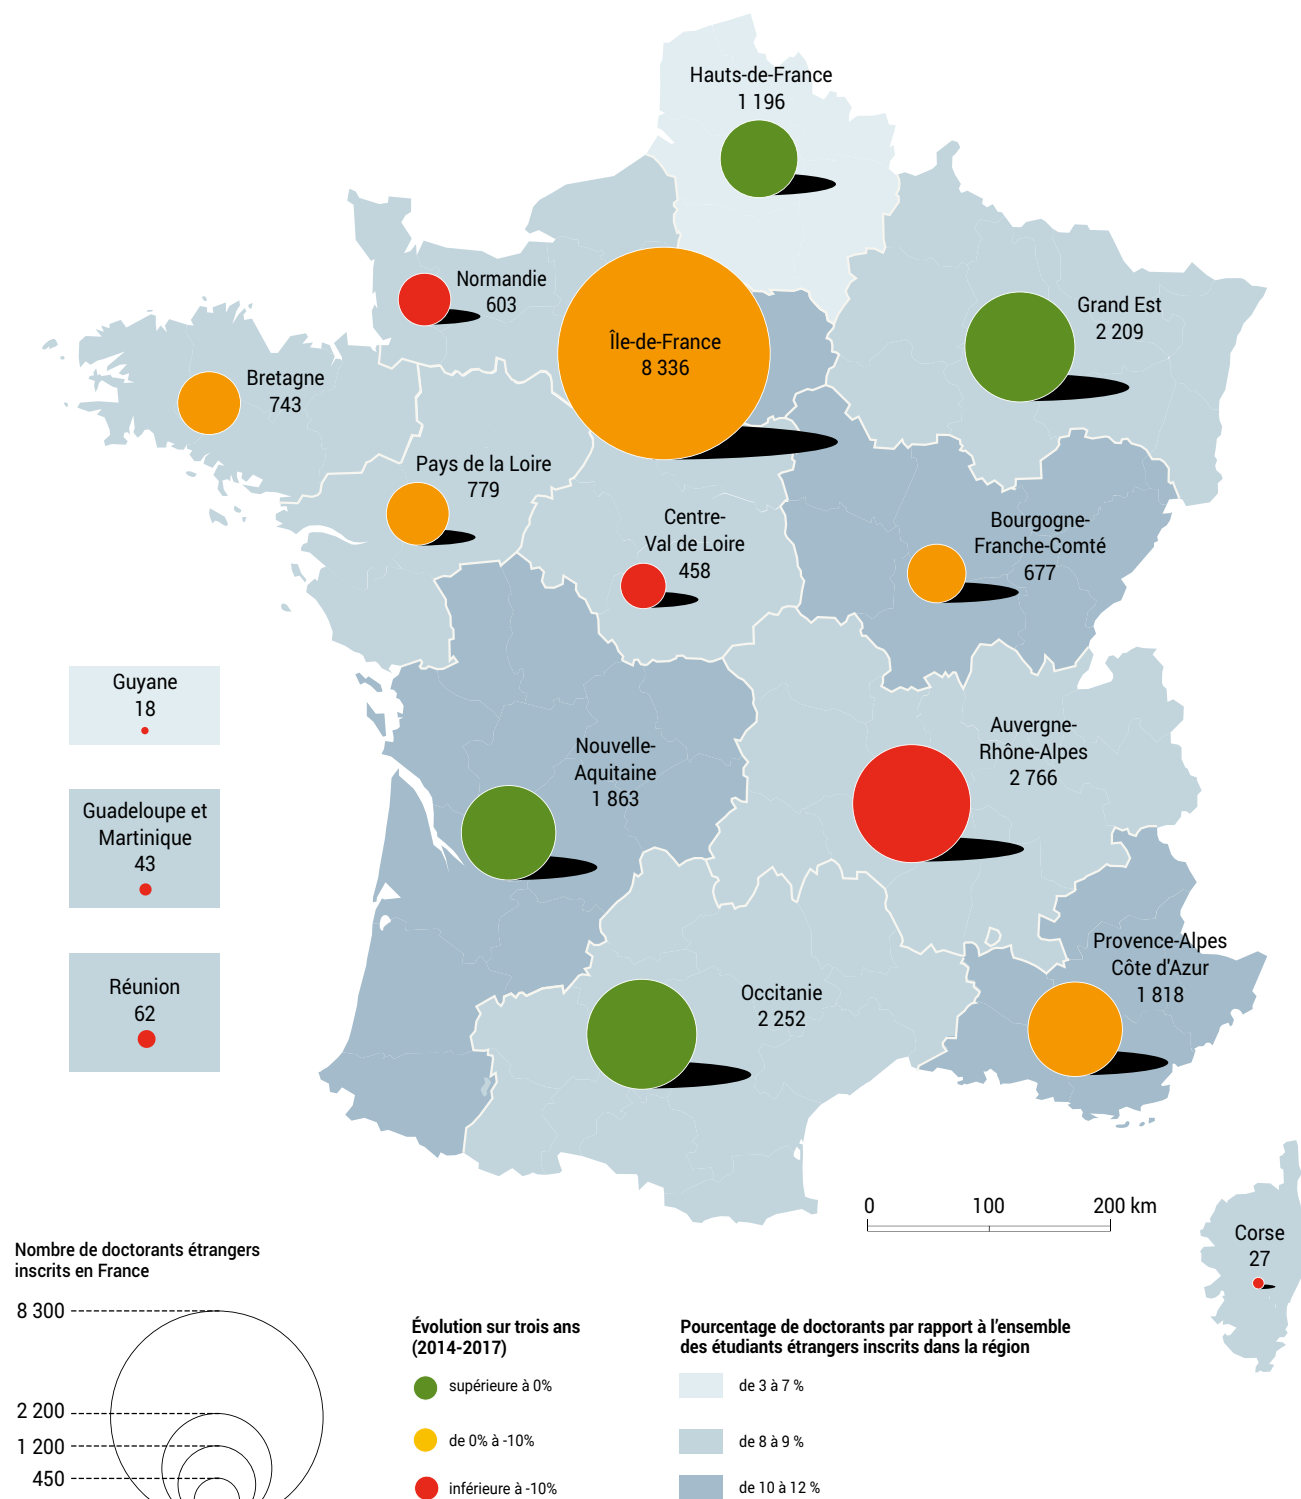 Hauts-de-France
1 196
Normandie
603
Île-de-France
8 336
Grand Est
2 209
Bretagne
743
Pays de la Loire
779
Centre-
Val de Loire
458
Bourgogne-
Franche-Comté
677
Guyane
18
Guadeloupe et
Martinique
43
Réunion
62
Nouvelle-
Aquitaine
1 863
Auvergne-
Rhône-Alpes
2 766
Occitanie
2 252
Provence-Alpes
Côte d'Azur
1 818
0 100 200 km
Corse
27
Nombre de doctorants étrangers
inscrits en France
8 300
2 200
1 200
450
Évolution sur trois ans
(2014-2017)
supérieure à 0%
de 0% à -10%
inférieure à -10%
Pourcentage de doctorants par rapport à l'ensemble
des étudiants étrangers inscrits dans la région
de 3 à 7 %
de 8 à 9 %
de 10 à 12 %